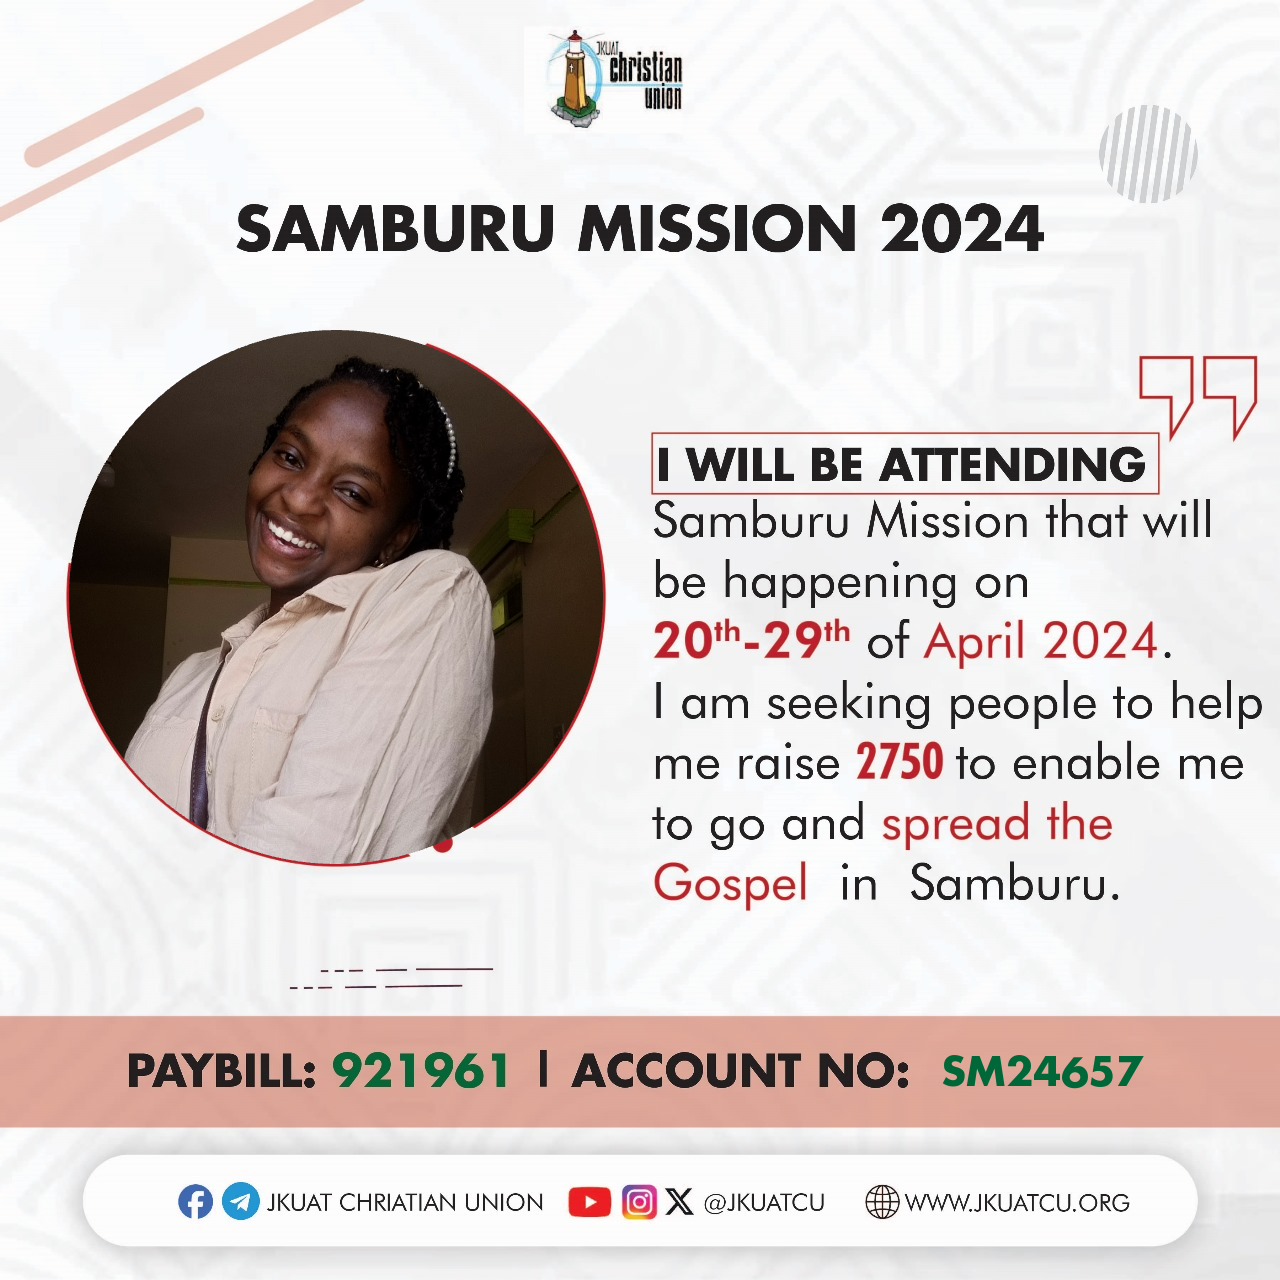 JKUAT
christian
union
SAMBURU MISSION 2024
I WILL BE ATTENDING
Samburu Mission that will
be happening on
20th-29th of April 2024.
I am seeking people to help
me raise 2750 to enable me
to go and spread the
Gospel in Samburu.
PAYBILL: 921961 | ACCOUNT NO: SM24657
JKUAT CHRIATIAN UNION @JKUATCU WWW.JKUATCU.ORG